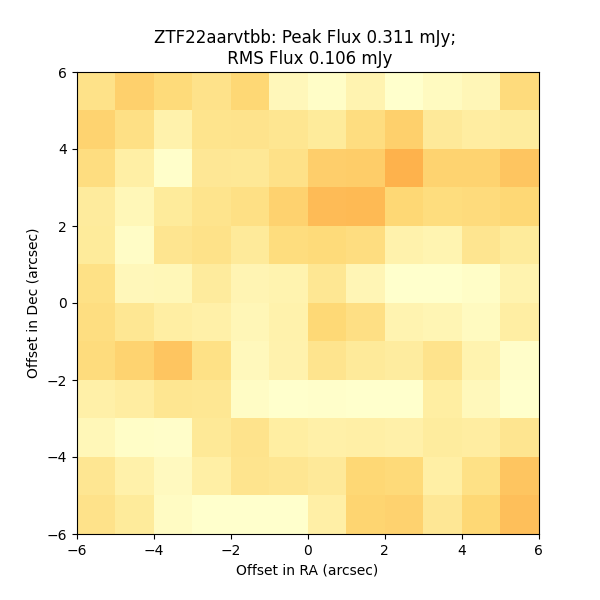 ZTF22aarvtbb: Peak Flux 0.311 mJy;
RMS Flux 0.106 mJy
6
4
2
0
−2
−4
−6
Offset in Dec (arcsec)
−6 −4 −2 0 2 4 6
Offset in RA (arcsec)